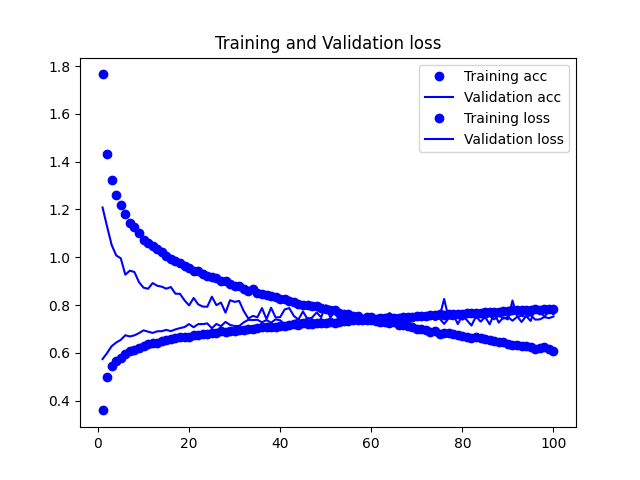 Training and Validation loss
1.8
1.6
1.4
1.2
1.0
0.8
0.6
0.4
Training acc
Validation acc
Training loss
Validation loss
0 20 40 60 80 100